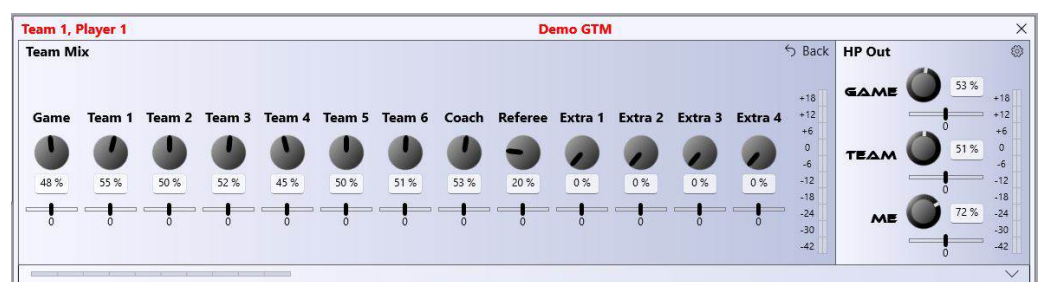 Team 1, Player 1 Demo GTM
Team Mix Back HP Out
Game Team 1 Team 2 Team 3 Team 4 Team 5 Team 6 Coach Referee Extra 1 Extra 2 Extra 3 Extra 4
48 % 55 % 50 % 52 % 45 % 50 % 51 % 53 % 20 % 0 % 0 % 0 % 0 %
0 0 0 0 0 0 0 0 0 0 0 0 0
+18
+12
+6
0
-6
-12
-18
-24
-30
-42
GAME 53 %
0
TEAM 51 %
0
ME 72 %
0
+18
+12
+6
0
-6
-12
-18
-24
-30
-42